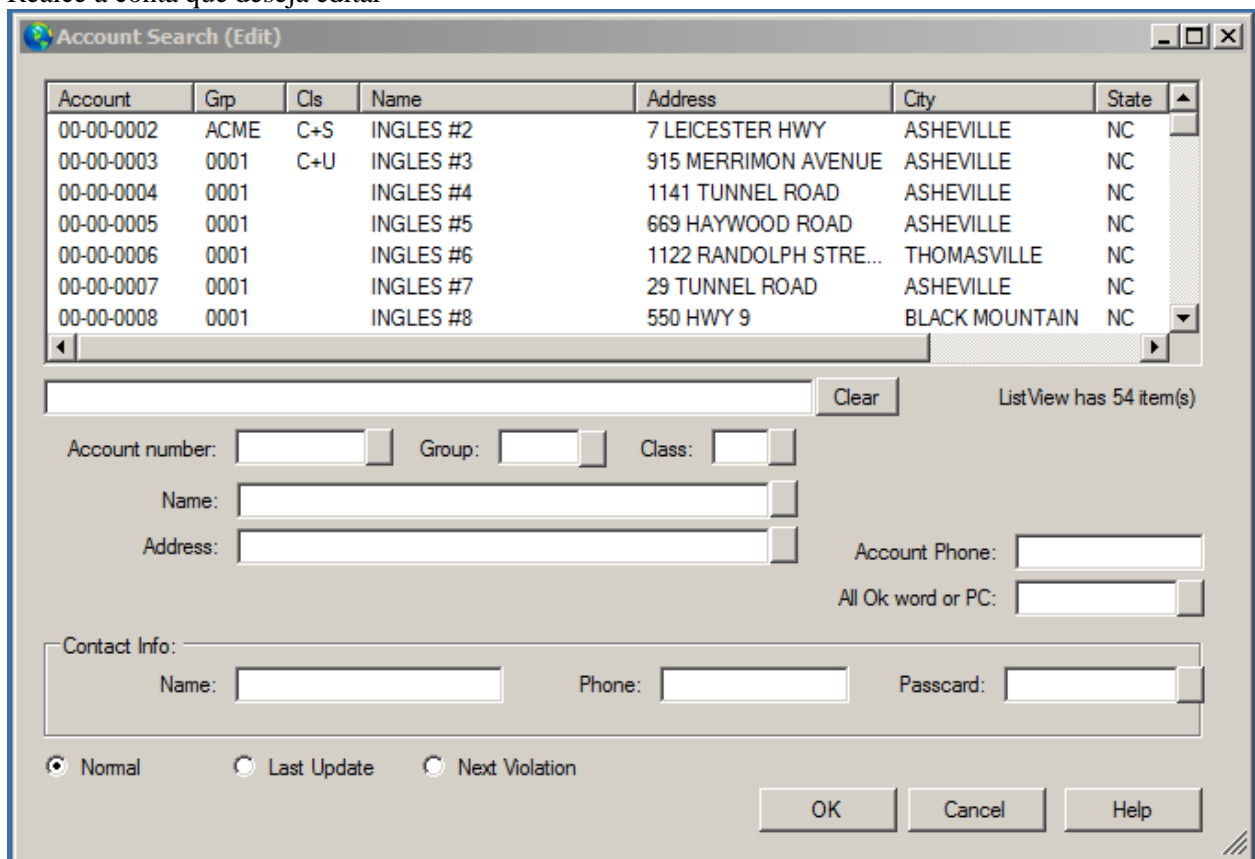 Realce a conta que deseja editar
Account Search (Edit)
Account Grp Cls Name Address City State
00-00-0002 ACME C+S INGLES #2 7 LEICESTER HWY ASHEVILLE NC
00-00-0003 0001 C+U INGLES #3 915 MERRIMON AVENUE ASHEVILLE NC
00-00-0004 0001 INGLES #4 1141 TUNNEL ROAD ASHEVILLE NC
00-00-0005 0001 INGLES #5 669 HAYWOOD ROAD ASHEVILLE NC
00-00-0006 0001 INGLES #6 1122 RANDOLPH STRE... THOMASVILLE NC
00-00-0007 0001 INGLES #7 29 TUNNEL ROAD ASHEVILLE NC
00-00-0008 0001 INGLES #8 550 HWY 9 BLACK MOUNTAIN NC
Clear ListView has 54 item(s)
Account number: Group: Class:
Name:
Address:
Account Phone:
All Ok word or PC:
Contact Info:
Name: Phone: Passcard:
Normal Last Update Next Violation
OK Cancel Help